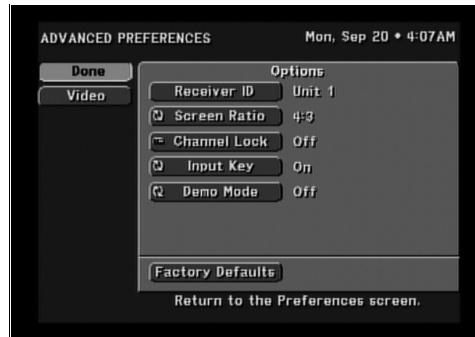 ADVANCED PREFERENCES Mon, Sep 20 • 4:07AM
Done
Video
Options
Receiver ID Unit 1
Screen Ratio 4:3
Channel Lock Off
Input Key On
Demo Mode Off
Factory Defaults
Return to the Preferences screen.